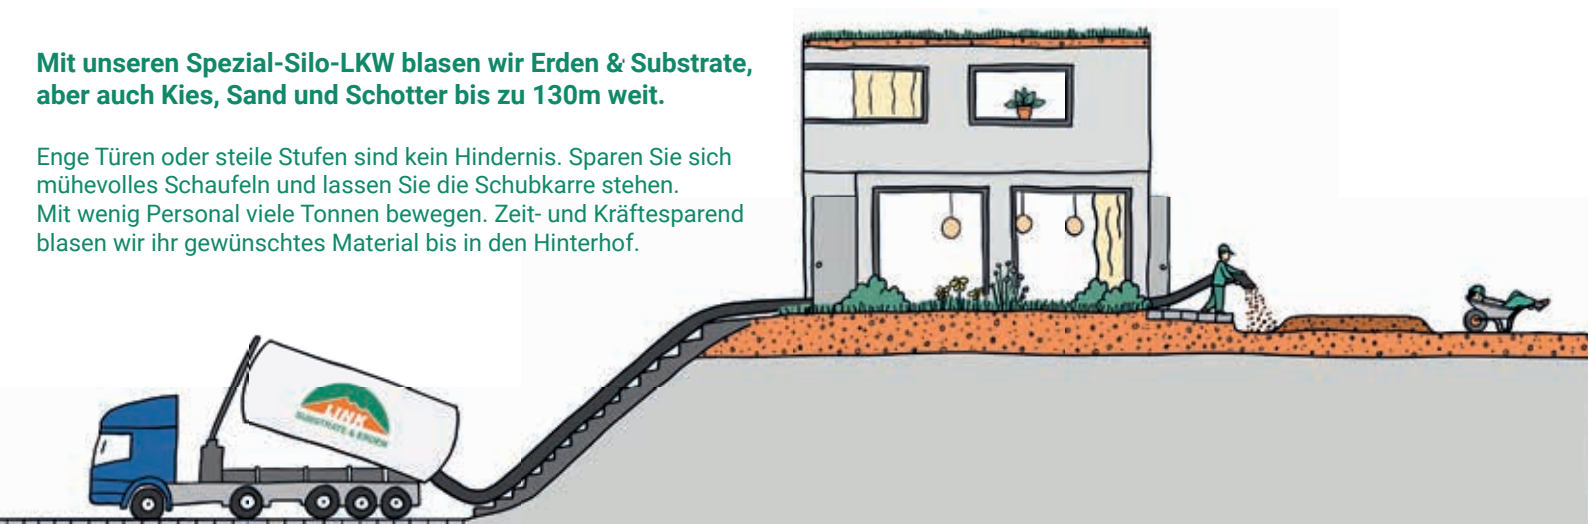 Mit unseren Spezial-Silo-LKW blasen wir Erden & Substrate,
aber auch Kies, Sand und Schotter bis zu 130m weit.
Enge Türen oder steile Stufen sind kein Hindernis. Sparen Sie sich
mühevolles Schaufeln und lassen Sie die Schubkarre stehen.
Mit wenig Personal viele Tonnen bewegen. Zeit- und Kräftesparend
blasen wir ihr gewünschtes Material bis in den Hinterhof.
LINK
SUBSTRATE & ERDEN